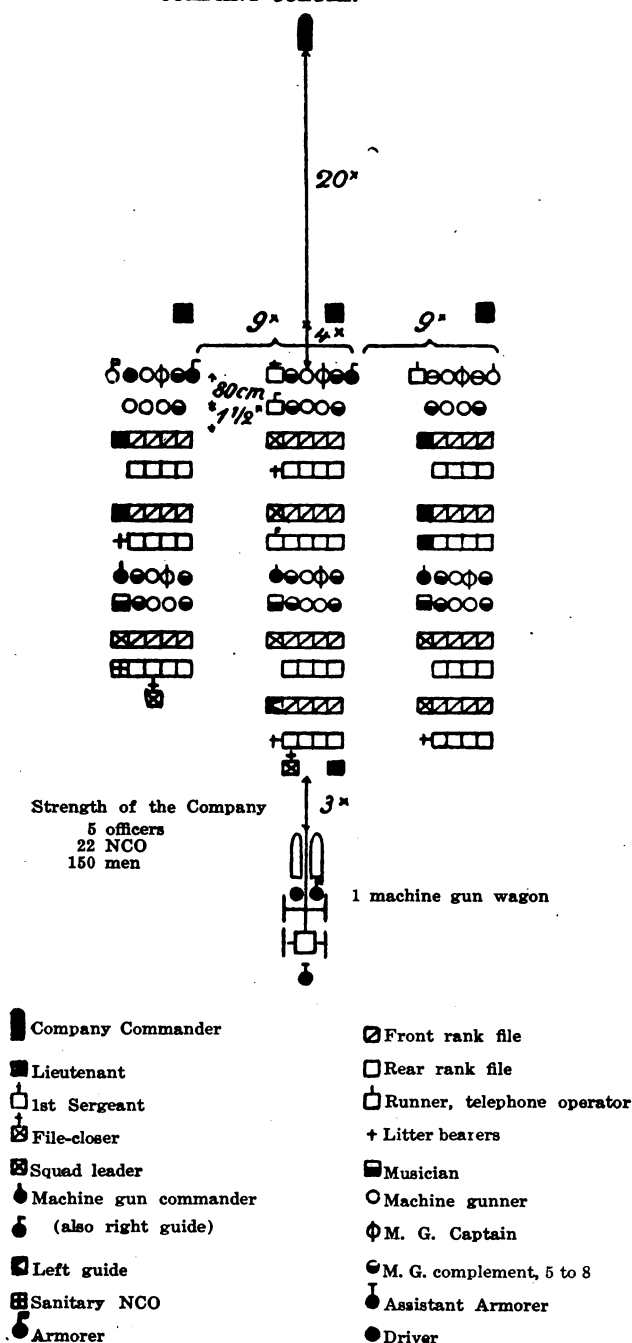 20ˣ
9ˣ
4ˣ
9ˣ
80cm
1 1/2ˣ
3ˣ
Strength of the Company
5 officers
22 NCO
150 men
1 machine gun wagon
Company Commander
Lieutenant
1st Sergeant
File-closer
Squad leader
Machine gun commander
(also right guide)
Left guide
Sanitary NCO
Armorer
Front rank file
Rear rank file
Runner, telephone operator
Litter bearers
Musician
Machine gunner
M. G. Captain
M. G. complement, 5 to 8
Assistant Armorer
Driver